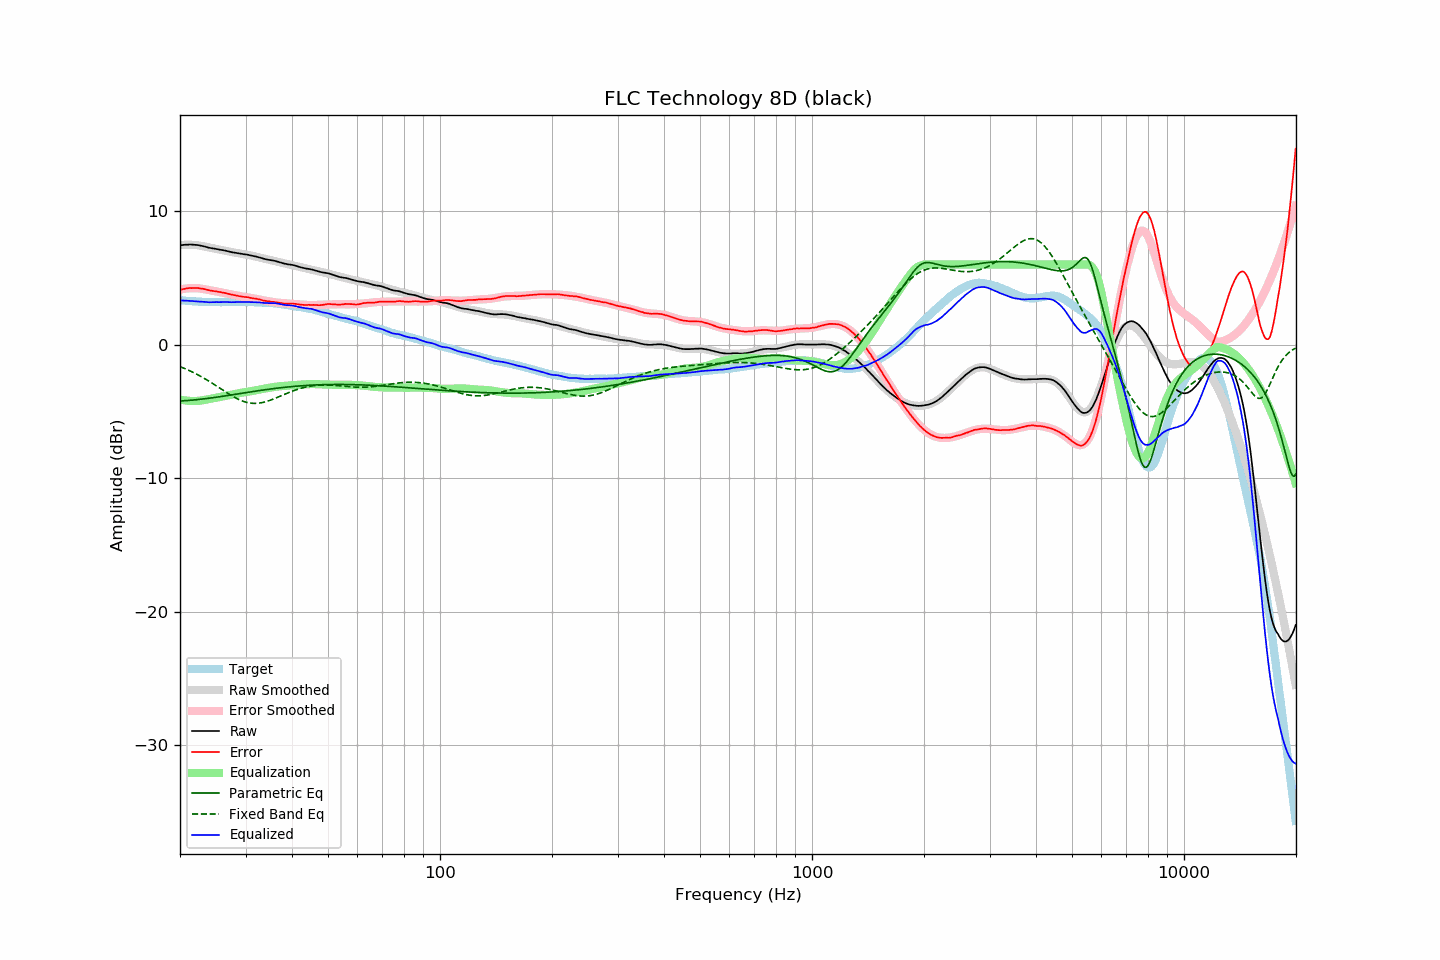 FLC Technology 8D (black)
10
0
−10
−20
−30
Amplitude (dBr)
Target
Raw Smoothed
Error Smoothed
Raw
Error
Equalization
Parametric Eq
Fixed Band Eq
Equalized
100
1000
10000
Frequency (Hz)